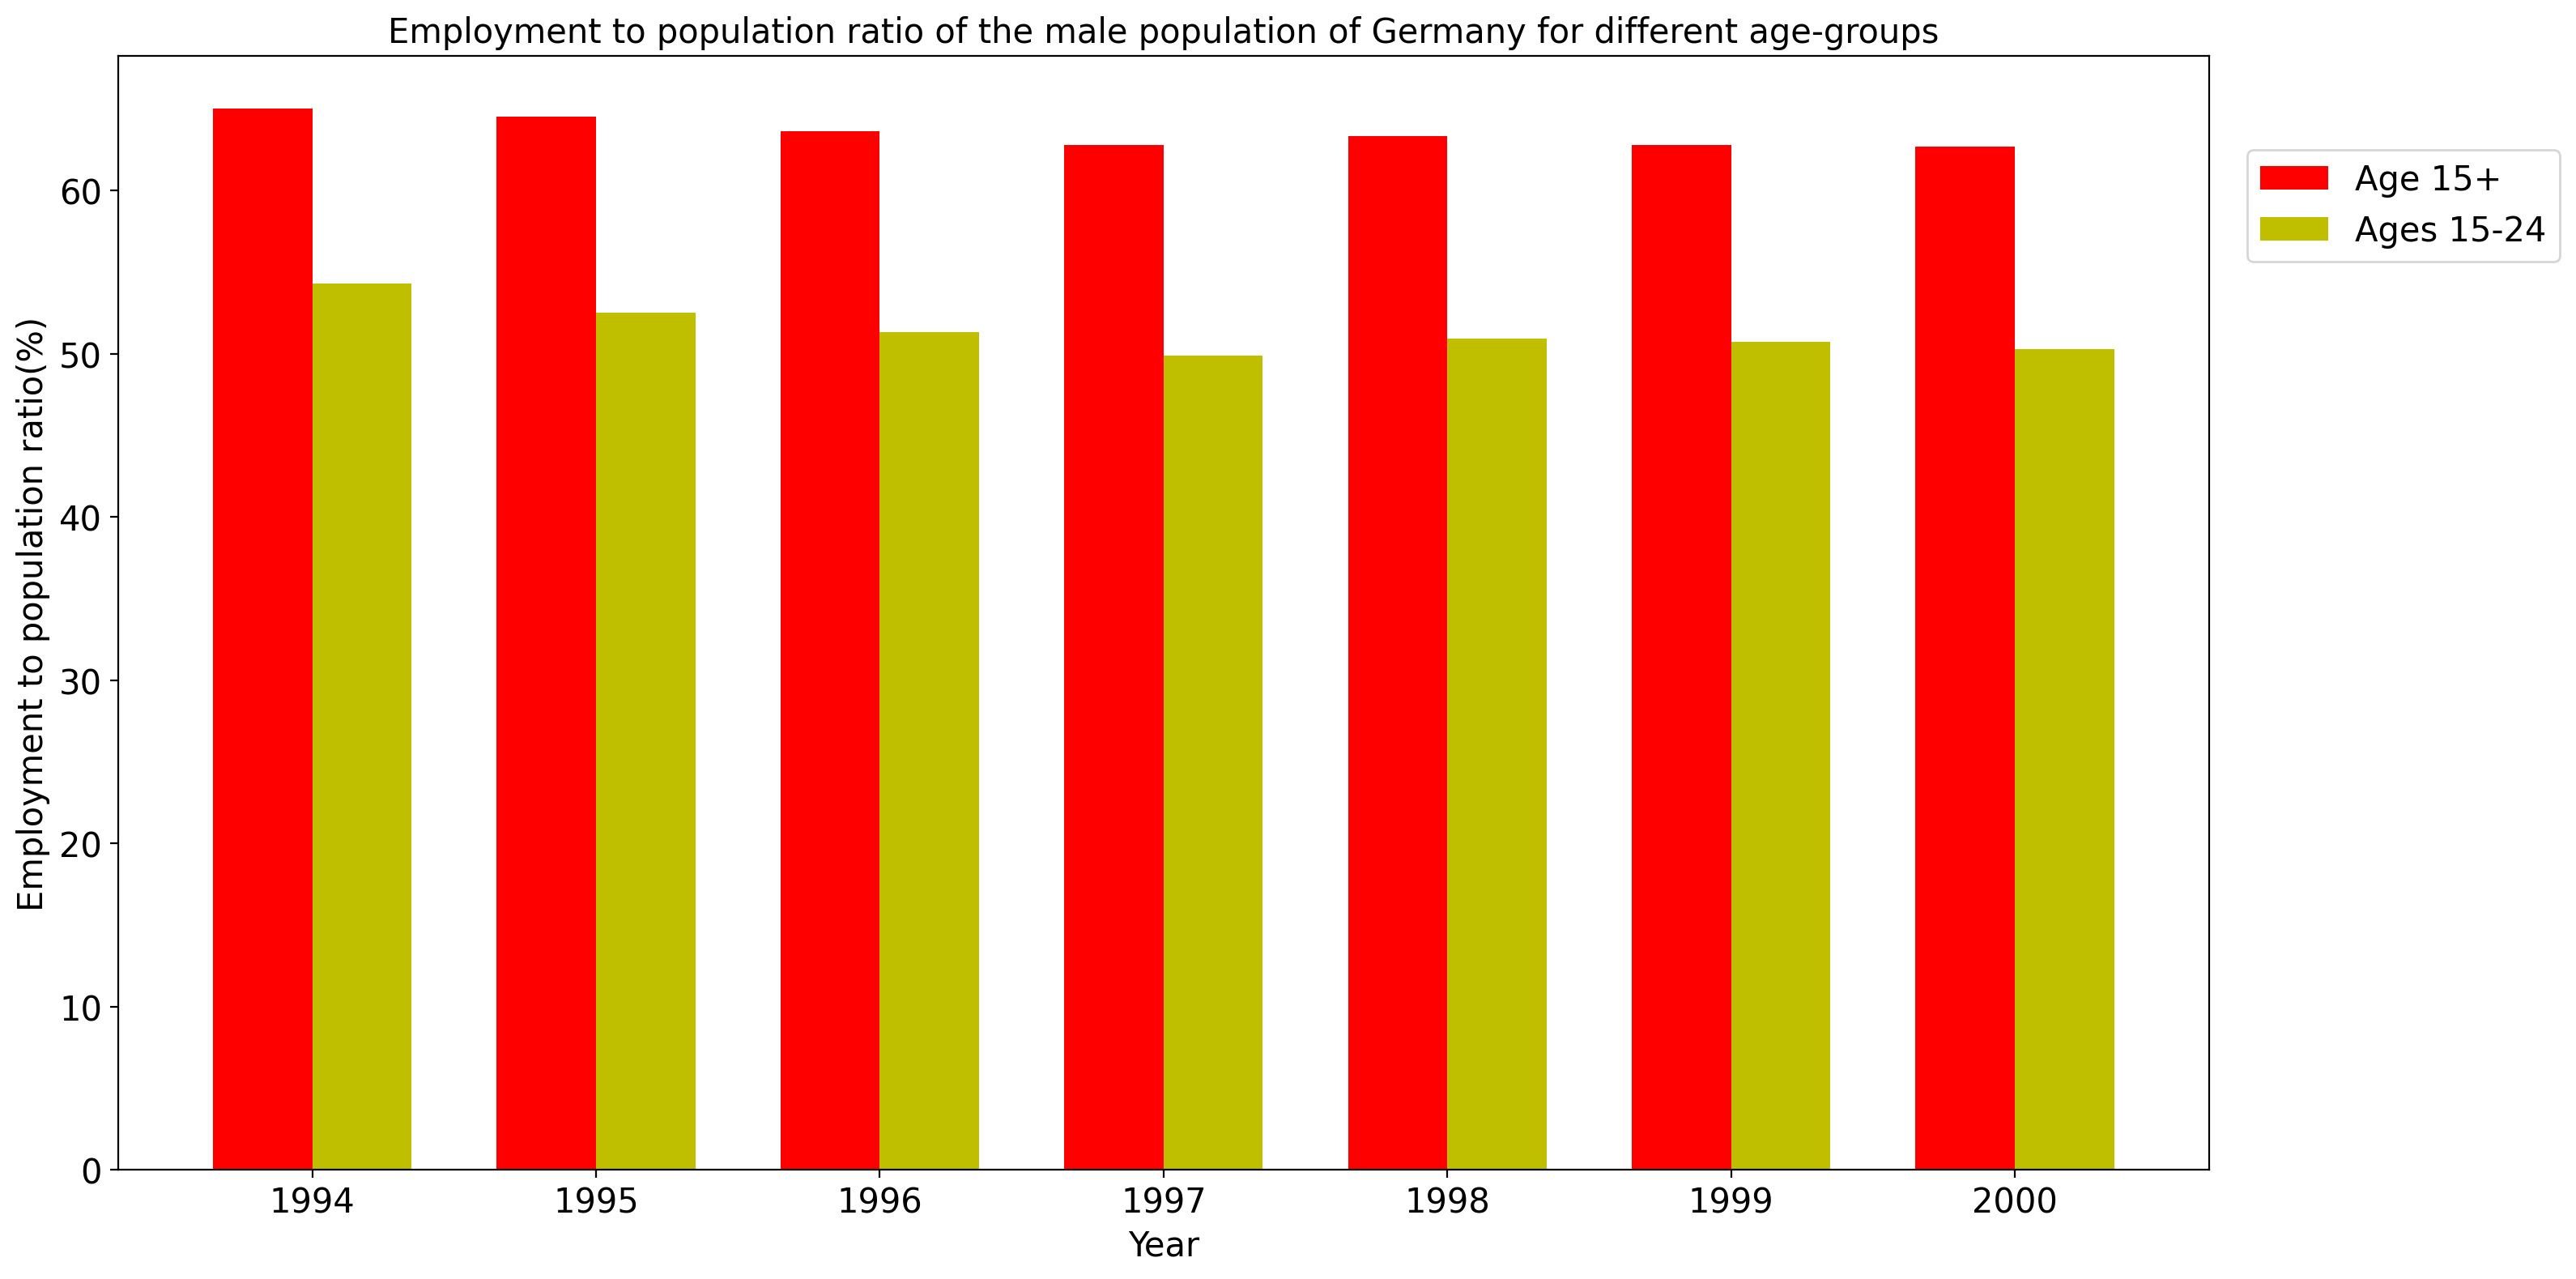 Employment to population ratio of the male population of Germany for different age-groups
Employment to population ratio(%)
60
50
40
30
20
10
0
1994 1995 1996 1997 1998 1999 2000
Year
Age 15+
Ages 15-24